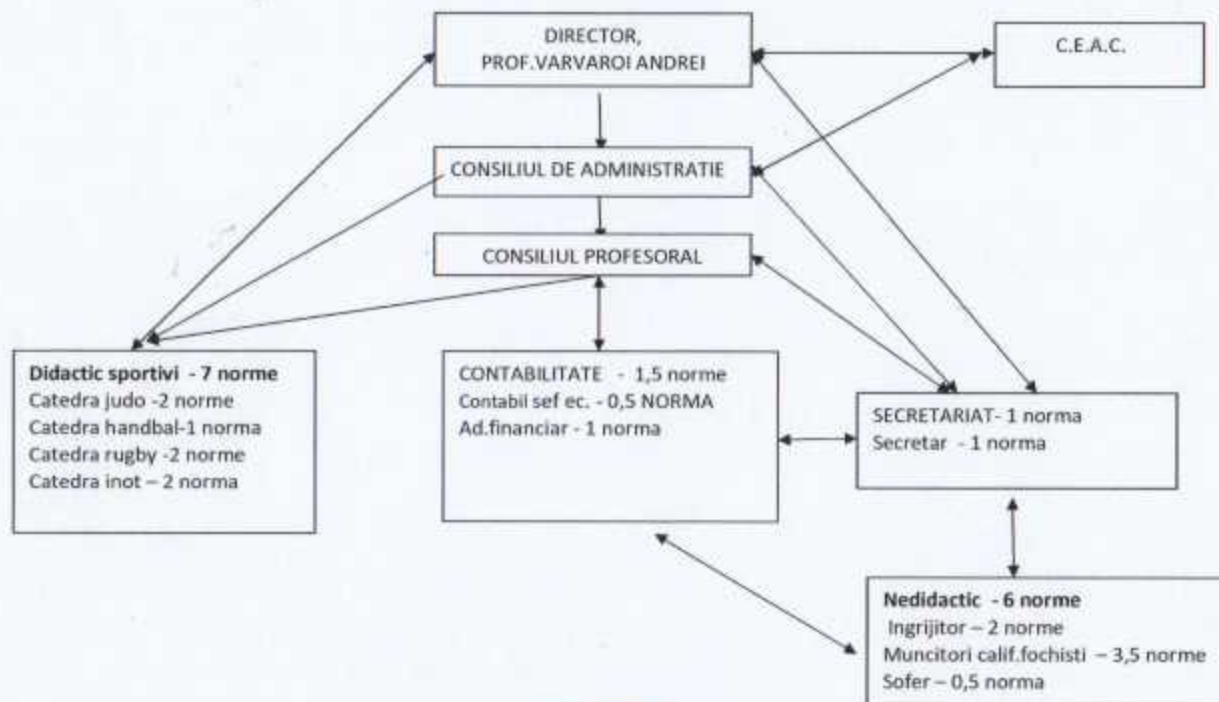 DIRECTOR,
PROF.VARVAROI ANDREI
C.E.A.C.
CONSILIUL DE ADMINISTRATIE
CONSILIUL PROFESORAL
Didactic sportivi - 7 norme
Catedra judo -2 norme
Catedra handbal-1 norma
Catedra rugby -2 norme
Catedra inot – 2 norma
CONTABILITATE - 1,5 norme
Contabil sef ec. - 0,5 NORMA
Ad.financiar - 1 norma
SECRETARIAT- 1 norma
Secretar - 1 norma
Nedidactic - 6 norme
Ingrijitor – 2 norme
Muncitori calif.fochisti – 3,5 norme
Sofer – 0,5 norma